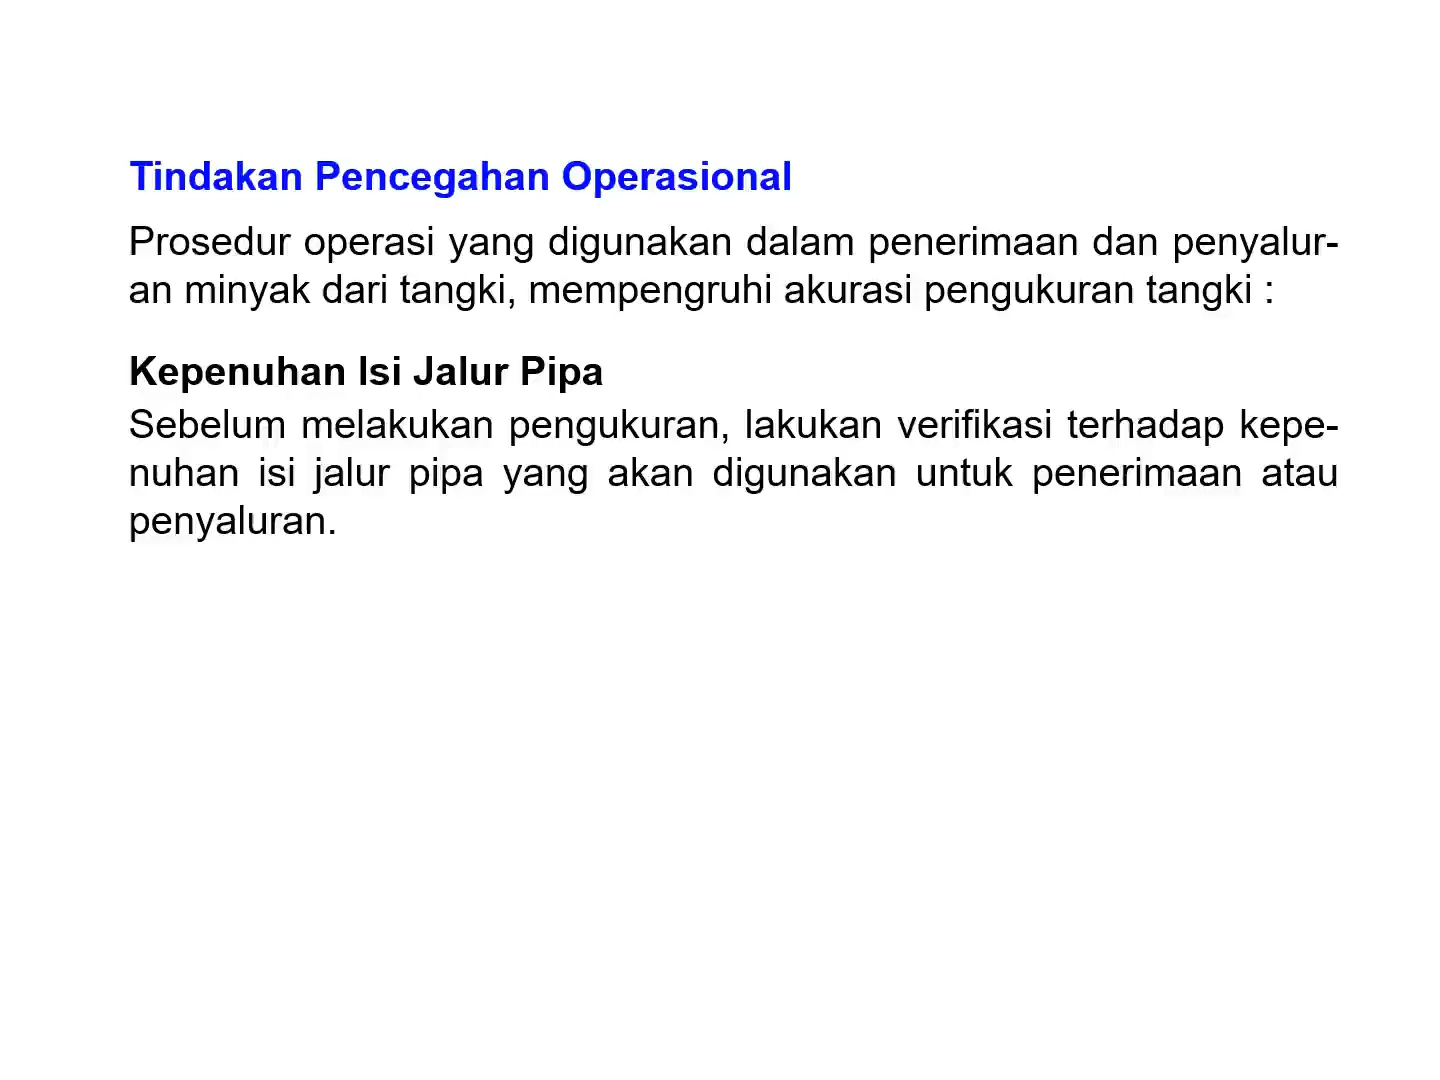 Tindakan Pencegahan Operasional
Prosedur operasi yang digunakan dalam penerimaan dan penyalur-
an minyak dari tangki, mempengruhi akurasi pengukuran tangki :
Kepenuhan Isi Jalur Pipa
Sebelum melakukan pengukuran, lakukan verifikasi terhadap kepe-
nuhan isi jalur pipa yang akan digunakan untuk penerimaan atau
penyaluran.